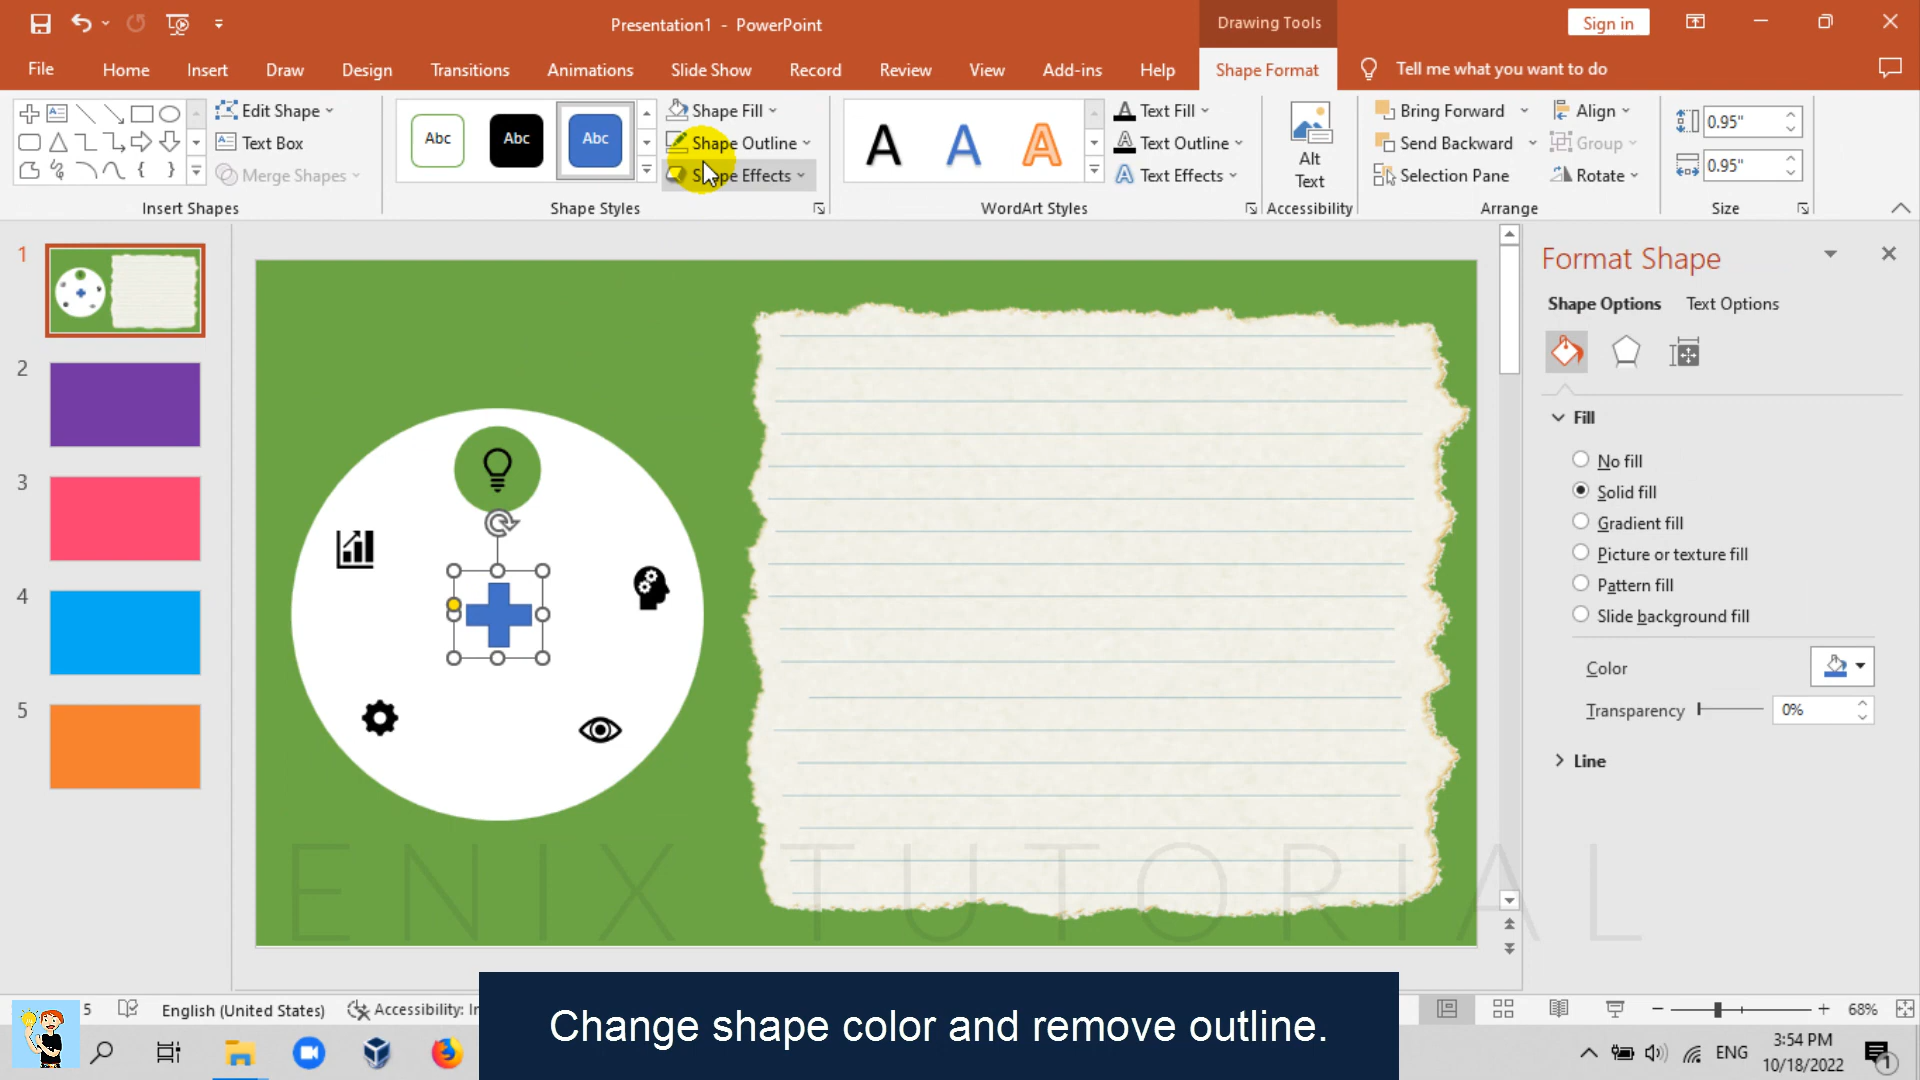 Presentation1 - PowerPoint
Drawing Tools
Sign in
File
Home
Insert
Draw
Design
Transitions
Animations
Slide Show
Record
Review
View
Add-ins
Help
Shape Format
Tell me what you want to do
Edit Shape
Text Box
Merge Shapes
Insert Shapes
Abc
Abc
Abc
Shape Fill
Shape Outline
Shape Effects
Shape Styles
A
A
A
Text Fill
Text Outline
Text Effects
WordArt Styles
Alt
Text
Accessibility
Bring Forward
Send Backward
Selection Pane
Align
Group
Rotate
Arrange
0.95"
0.95"
Size
1
2
3
4
5
Format Shape
Shape Options
Text Options
Fill
No fill
Solid fill
Gradient fill
Picture or texture fill
Pattern fill
Slide background fill
Color
Transparency
0%
Line
ENIX TUTORIAL
5
English (United States)
Accessibility: In
68%
Change shape color and remove outline.
ENG
3:54 PM
10/18/2022
1